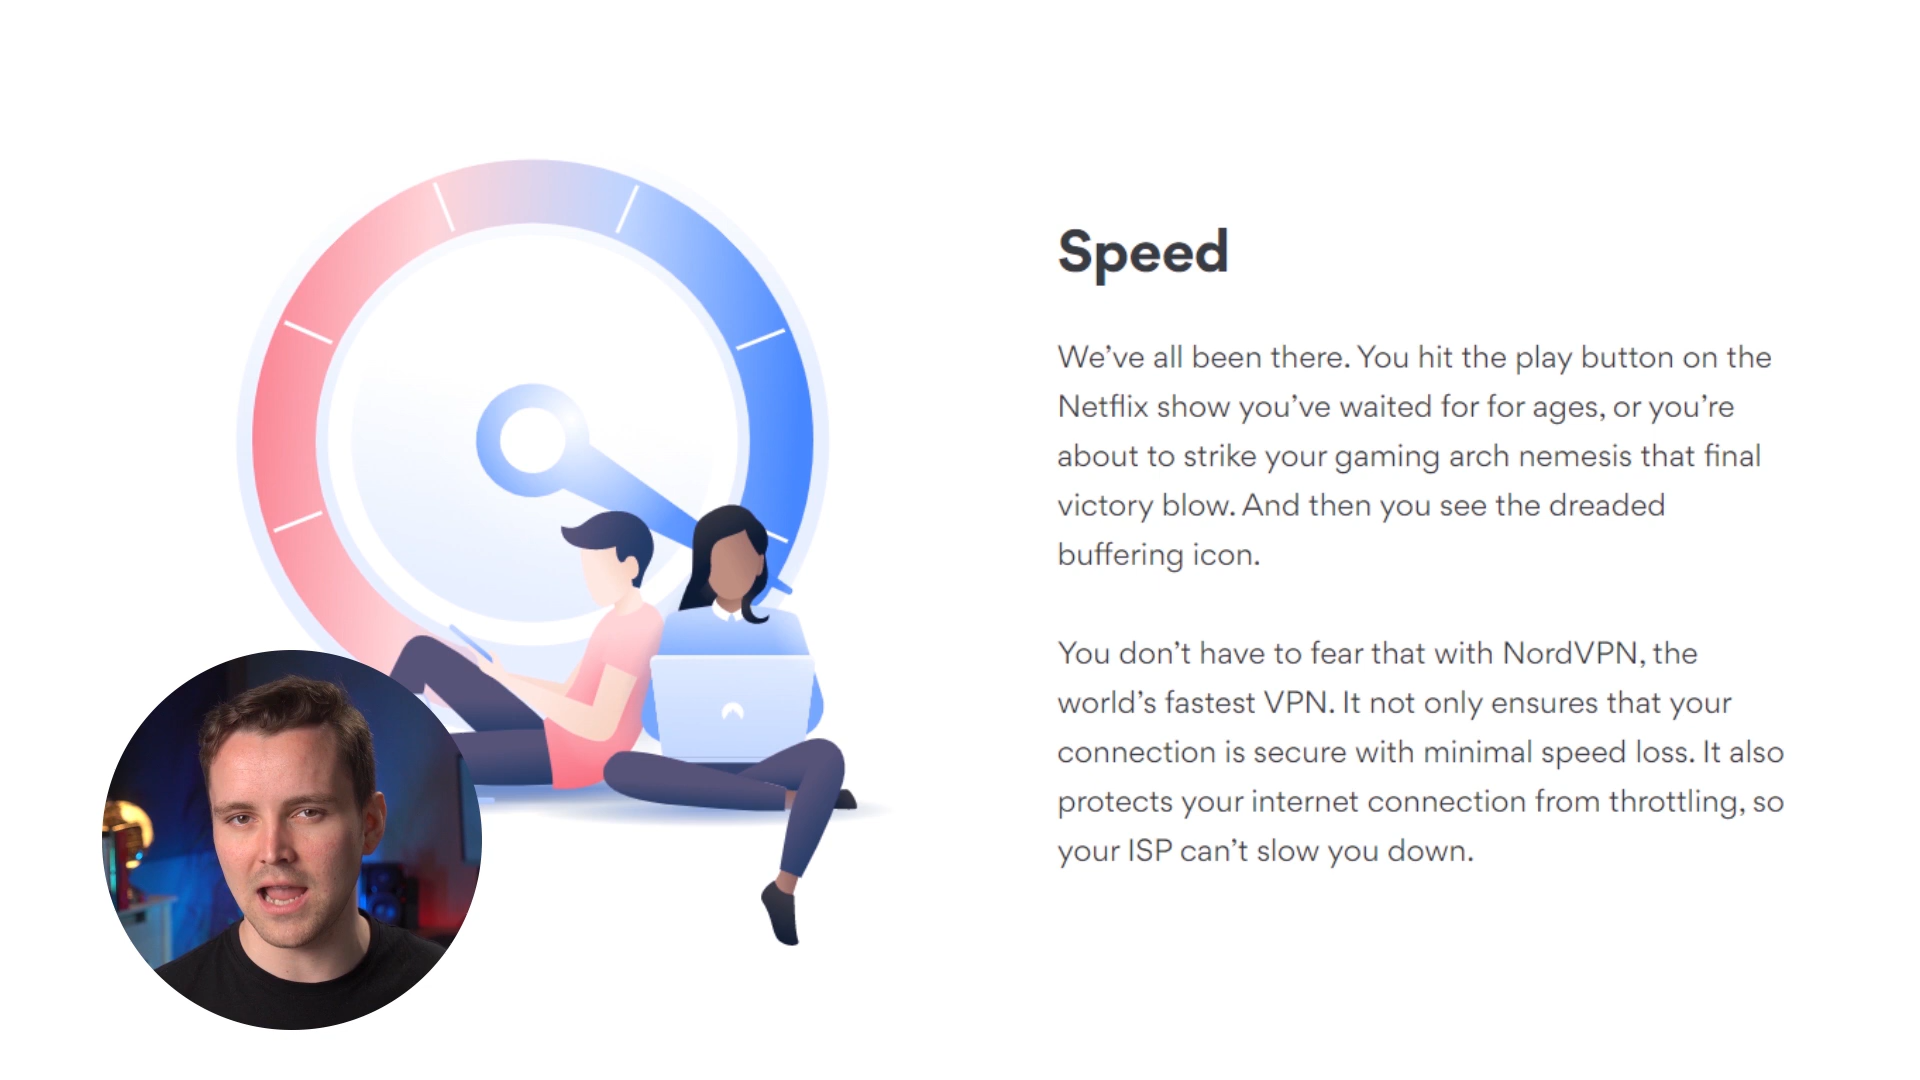 Speed
We’ve all been there. You hit the play button on the
Netflix show you’ve waited for for ages, or you’re
about to strike your gaming arch nemesis that final
victory blow. And then you see the dreaded
buffering icon.
You don’t have to fear that with NordVPN, the
world’s fastest VPN. It not only ensures that your
connection is secure with minimal speed loss. It also
protects your internet connection from throttling, so
your ISP can’t slow you down.